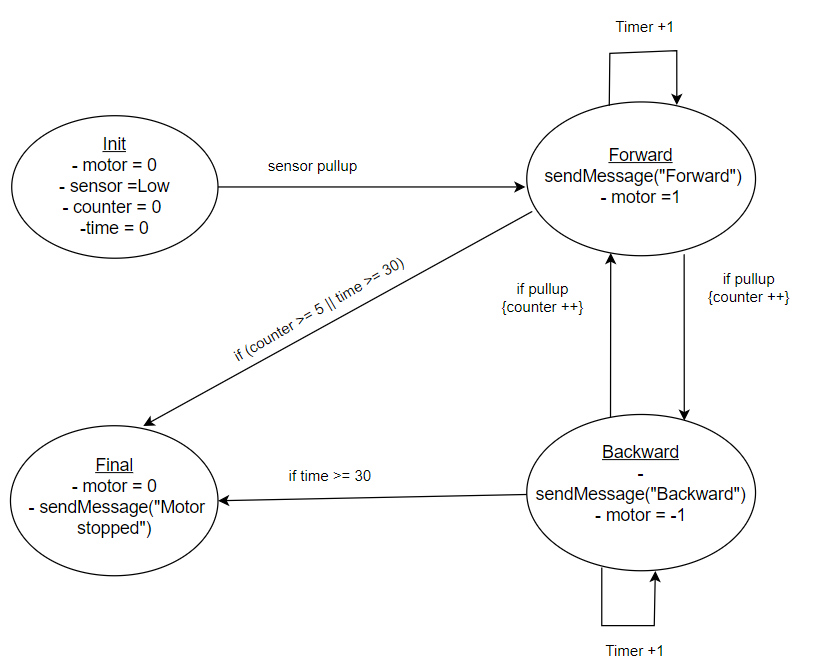 Timer +1
Init
- motor = 0
- sensor =Low
- counter = 0
-time = 0
sensor pullup
Forward
sendMessage("Forward")
- motor =1
if (counter >= 5 || time >= 30)
if pullup
{counter ++}
if pullup
{counter ++}
Final
- motor = 0
- sendMessage("Motor
stopped")
if time >= 30
Backward
-
sendMessage("Backward")
- motor = -1
Timer +1